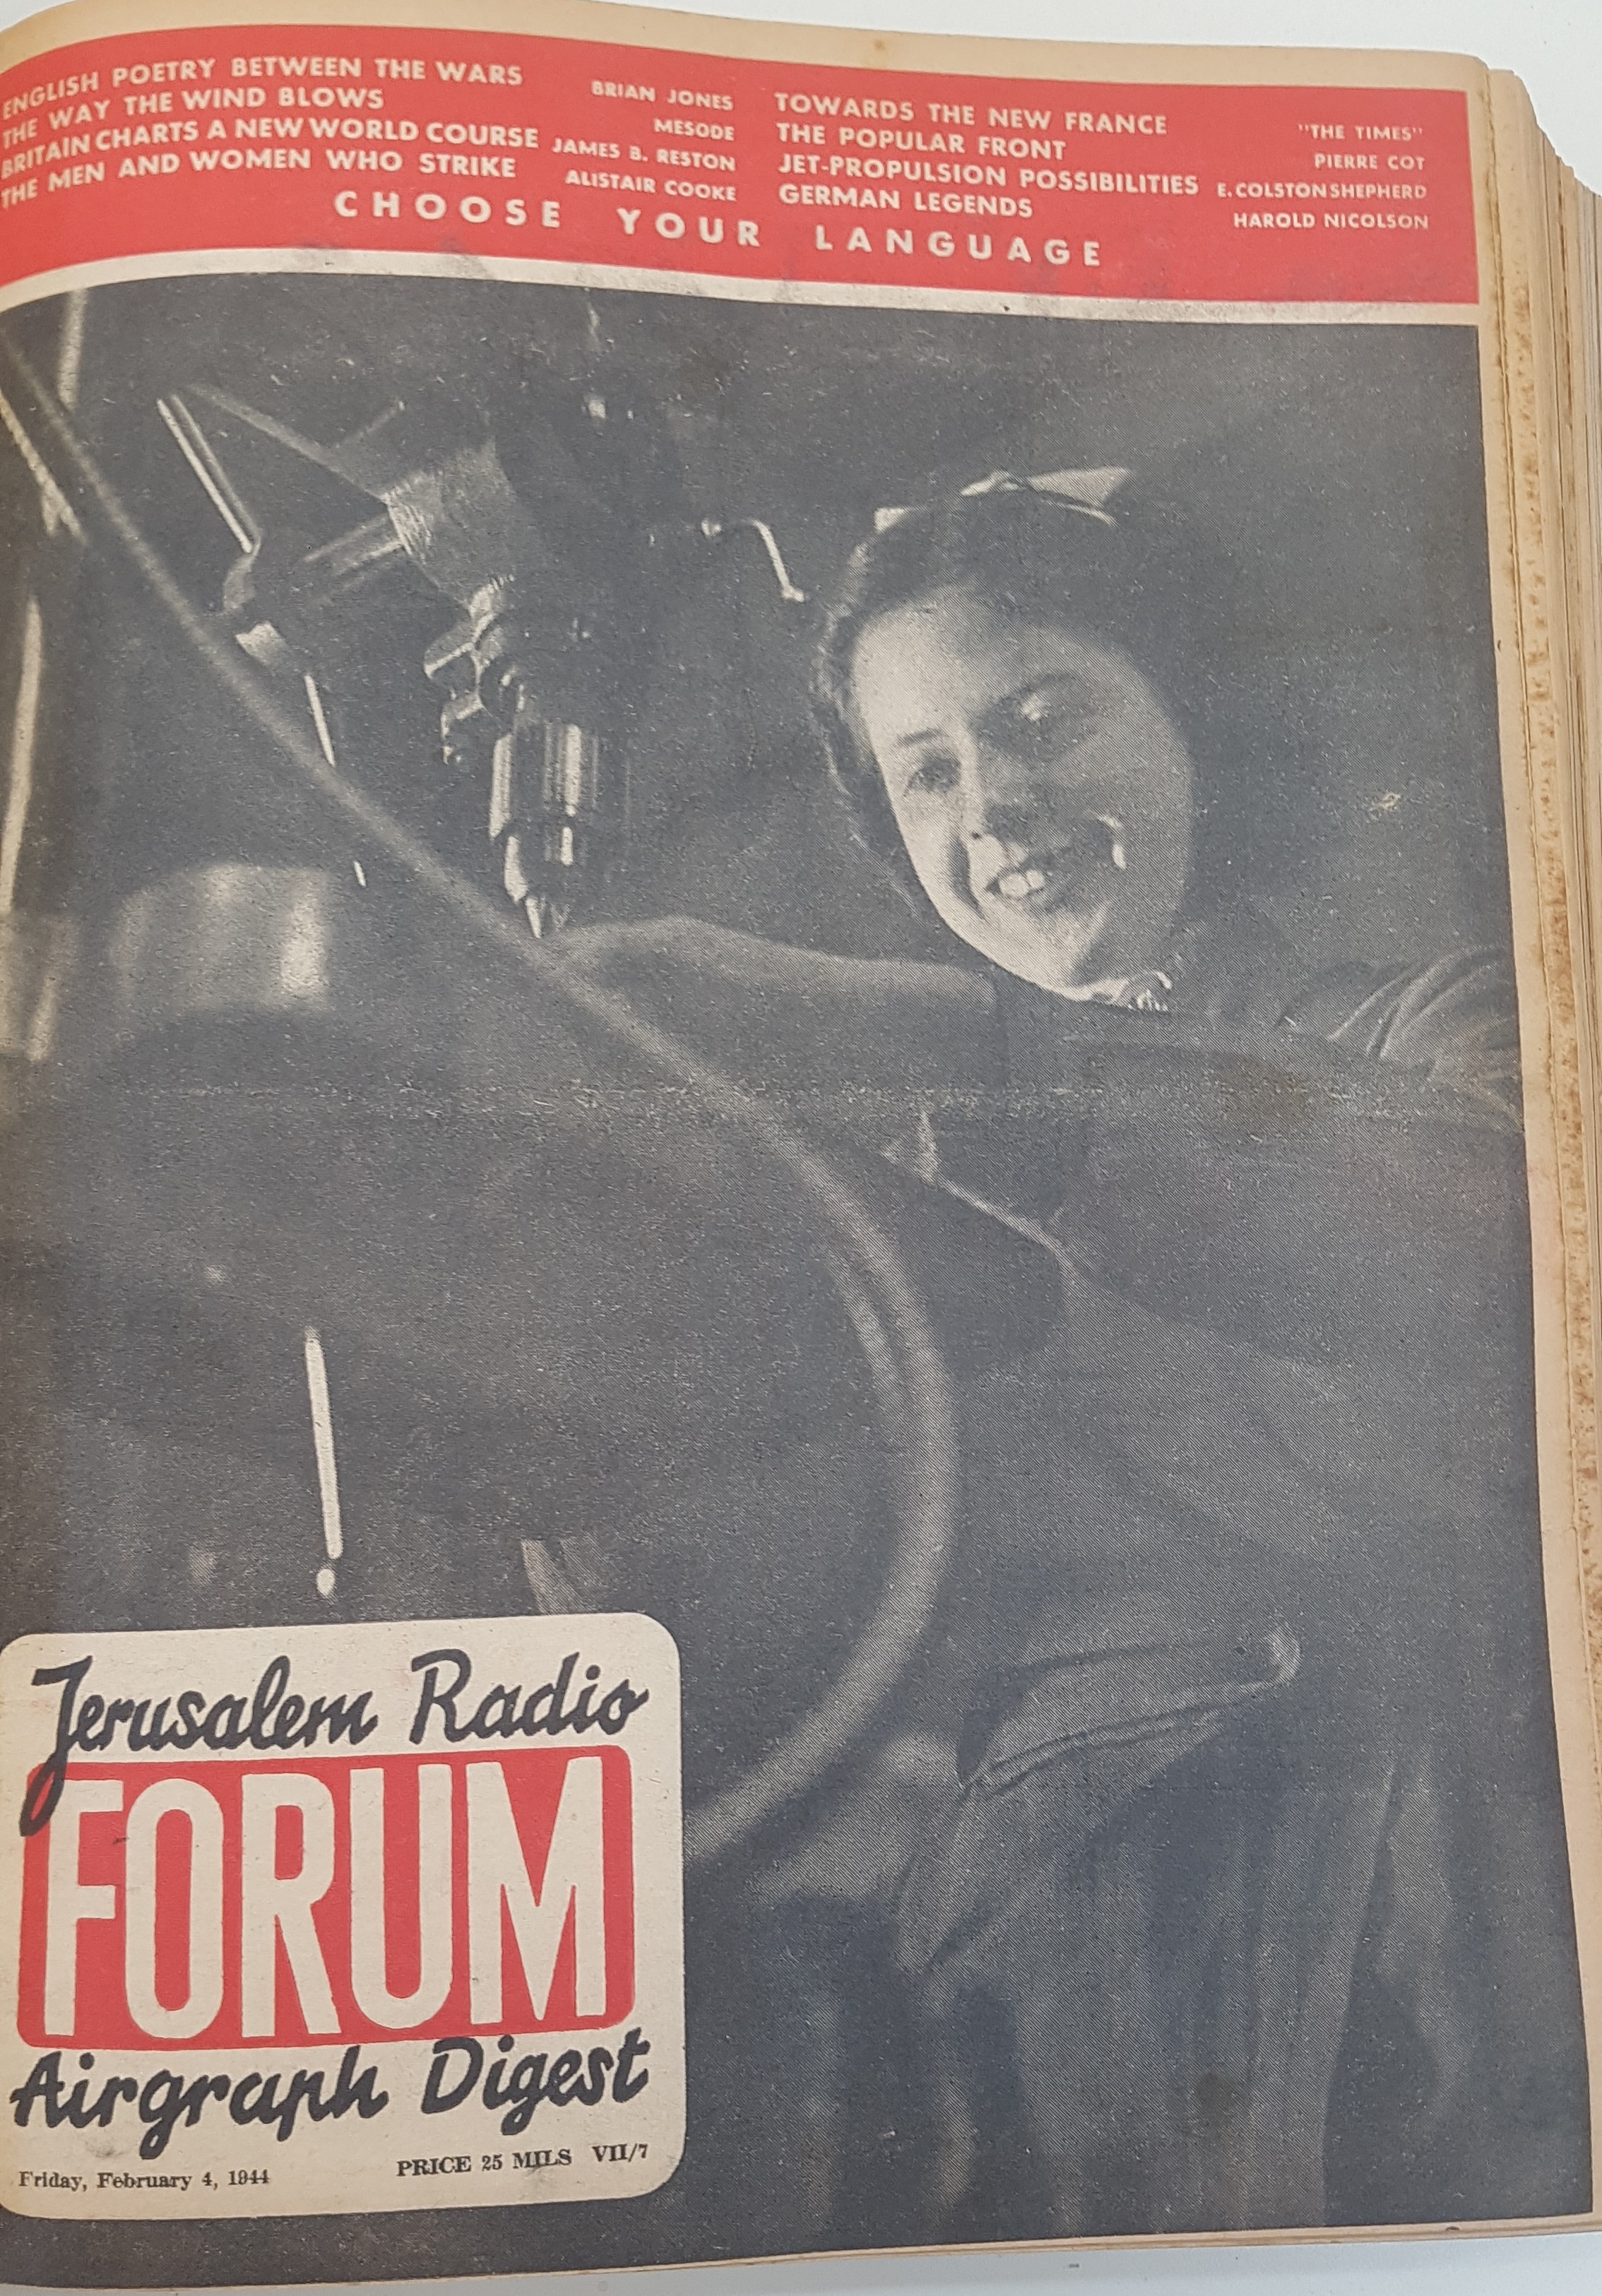 ENGLISH POETRY BETWEEN THE WARS BRIAN JONES
THE WAY THE WIND BLOWS MESODE
BRITAIN CHARTS A NEW WORLD COURSE JAMES B. RESTON
THE MEN AND WOMEN WHO STRIKE ALISTAIR COOKE
TOWARDS THE NEW FRANCE "THE TIMES"
THE POPULAR FRONT PIERRE COT
JET-PROPULSION POSSIBILITIES E. COLSTON SHEPHERD
GERMAN LEGENDS HAROLD NICOLSON
CHOOSE YOUR LANGUAGE
Jerusalem Radio
FORUM
Airgraph Digest
Friday, February 4, 1944 PRICE 25 MILS VII/7